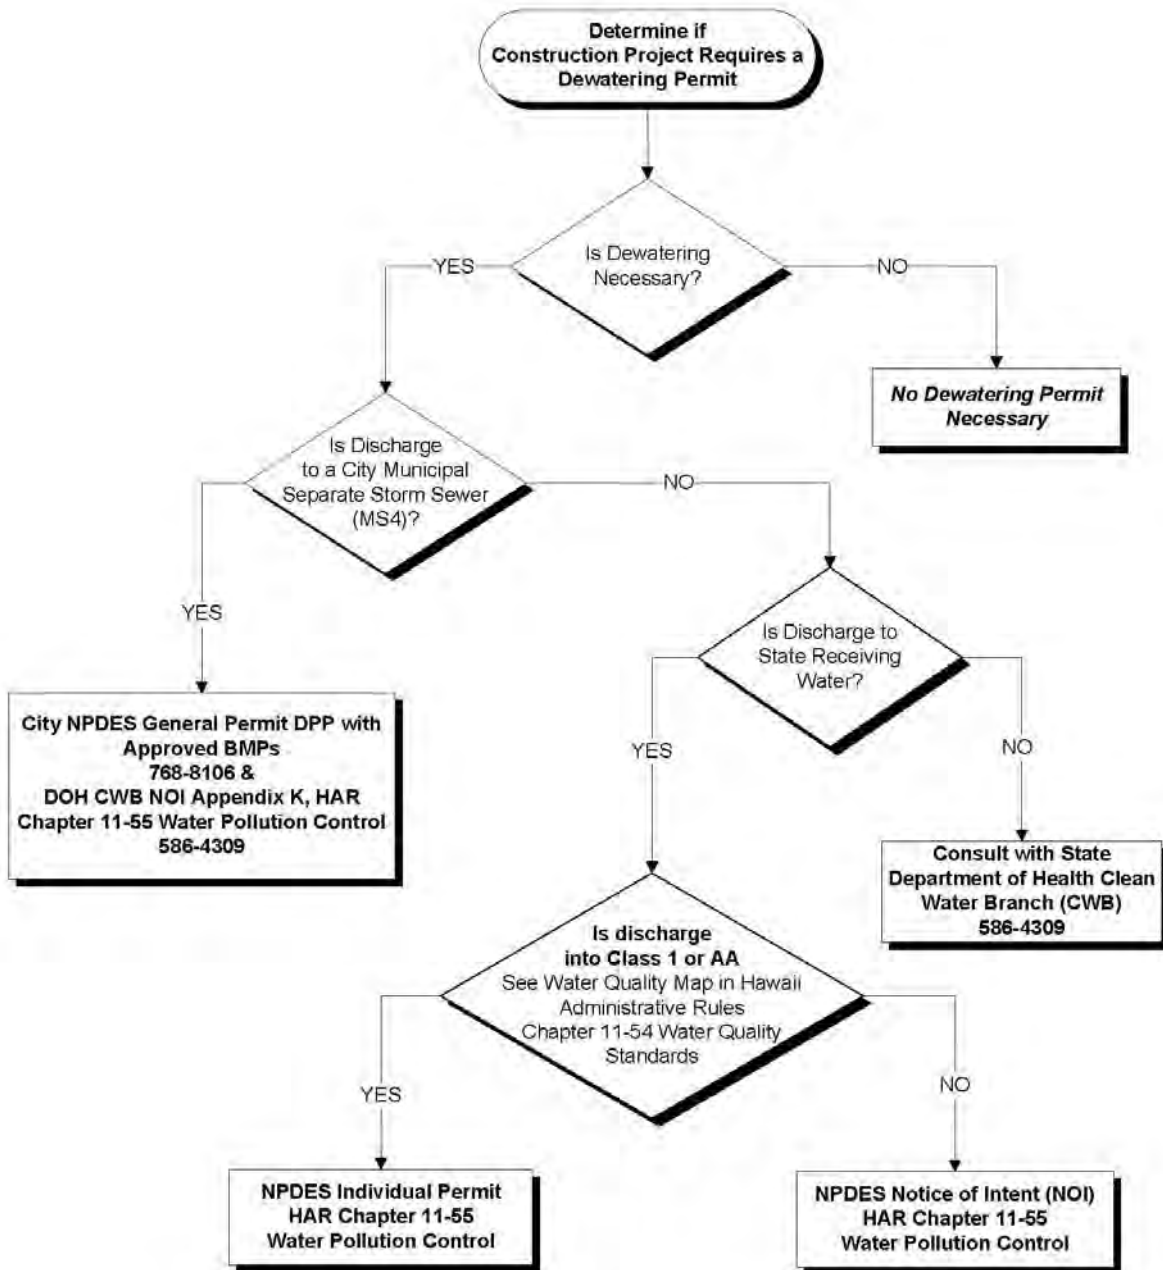 Determine if
Construction Project Requires a
Dewatering Permit
Is Dewatering
Necessary?
YES
NO
No Dewatering Permit
Necessary
Is Discharge
to a City Municipal
Separate Storm Sewer
(MS4)?
NO
YES
Is Discharge to
State Receiving
Water?
City NPDES General Permit DPP with
Approved BMPs
768-8106 &
DOH CWB NOI Appendix K, HAR
Chapter 11-55 Water Pollution Control
586-4309
YES
NO
Consult with State
Department of Health Clean
Water Branch (CWB)
586-4309
Is discharge
into Class 1 or AA
See Water Quality Map in Hawaii
Administrative Rules
Chapter 11-54 Water Quality
Standards
YES
NO
NPDES Individual Permit
HAR Chapter 11-55
Water Pollution Control
NPDES Notice of Intent (NOI)
HAR Chapter 11-55
Water Pollution Control